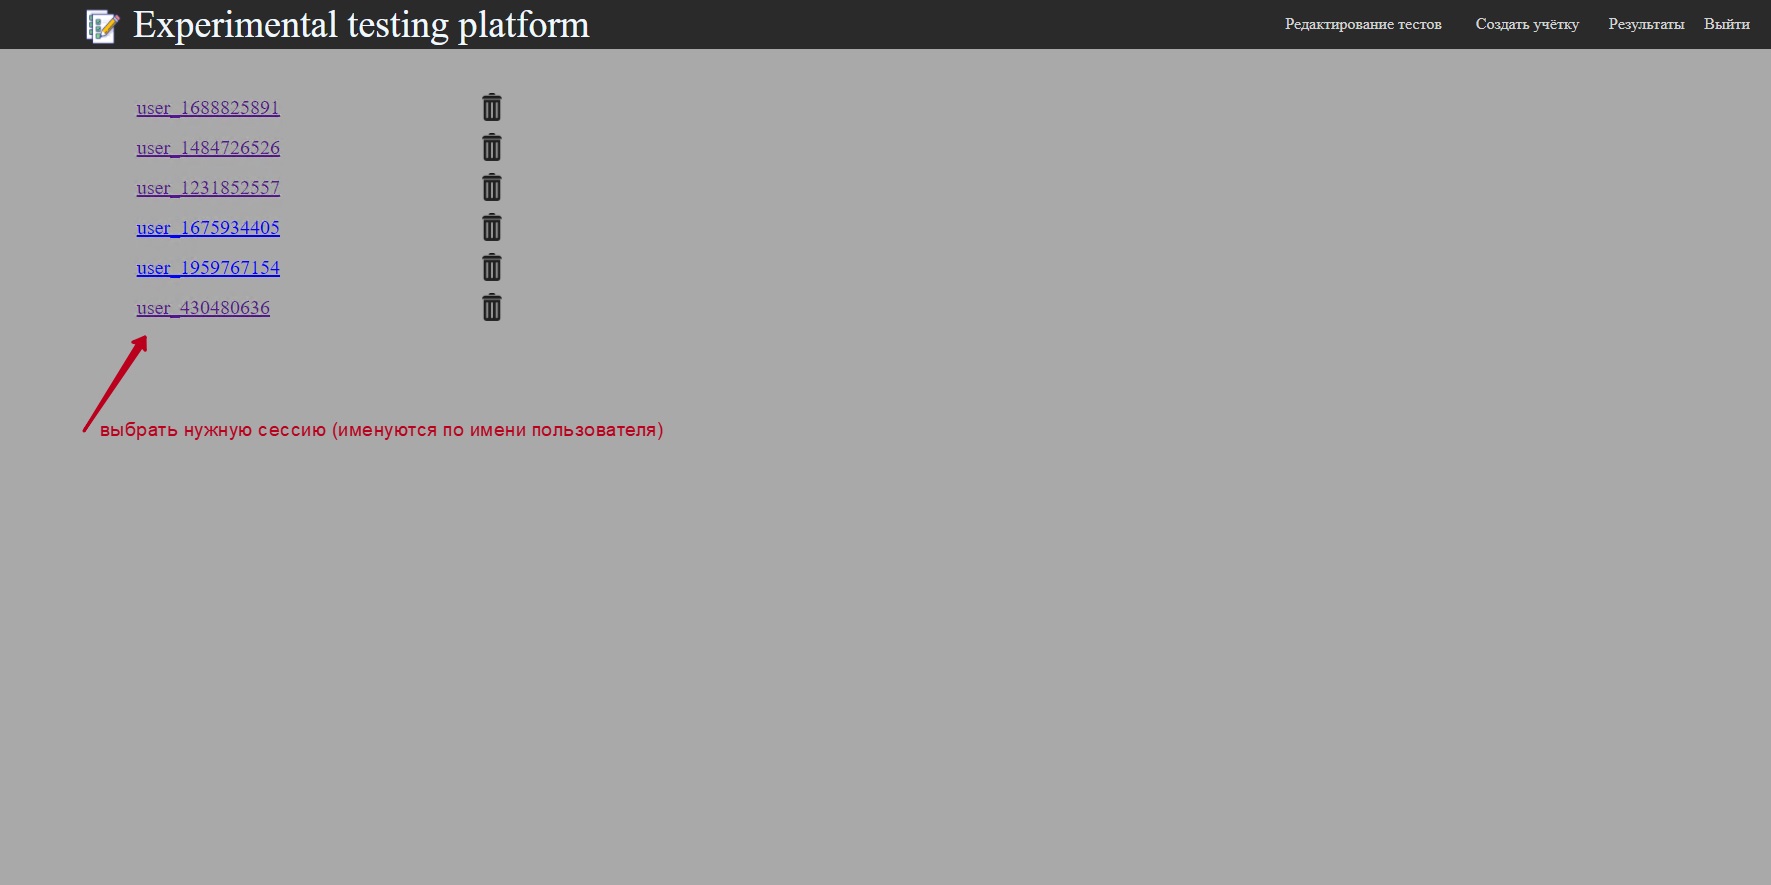 Experimental testing platform
Редактирование тестов Создать учётку Результаты Выйти
user_1688825891
user_1484726526
user_1231852557
user_1675934405
user_1959767154
user_430480636
выбрать нужную сессию (именуются по имени пользователя)